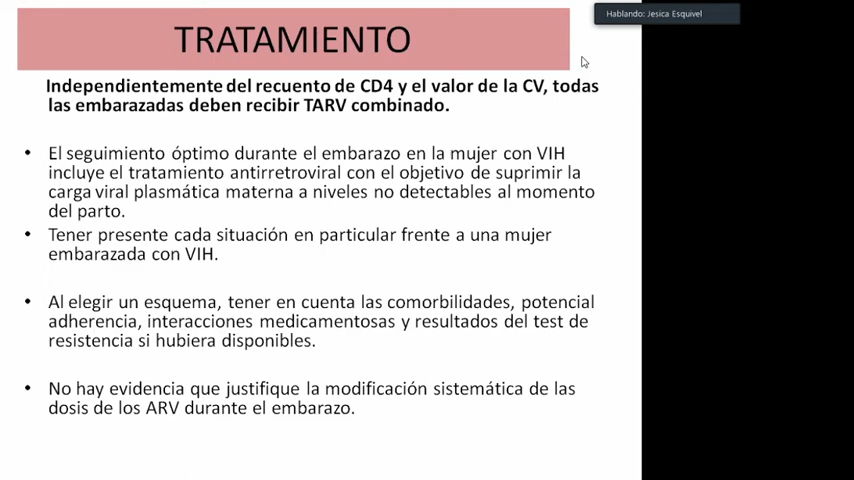 Hablando: Jesica Esquivel
TRATAMIENTO
Independientemente del recuento de CD4 y el valor de la CV, todas
las embarazadas deben recibir TARV combinado.
• El seguimiento óptimo durante el embarazo en la mujer con VIH
incluye el tratamiento antirretroviral con el objetivo de suprimir la
carga viral plasmática materna a niveles no detectables al momento
del parto.
• Tener presente cada situación en particular frente a una mujer
embarazada con VIH.
• Al elegir un esquema, tener en cuenta las comorbilidades, potencial
adherencia, interacciones medicamentosas y resultados del test de
resistencia si hubiera disponibles.
• No hay evidencia que justifique la modificación sistemática de las
dosis de los ARV durante el embarazo.